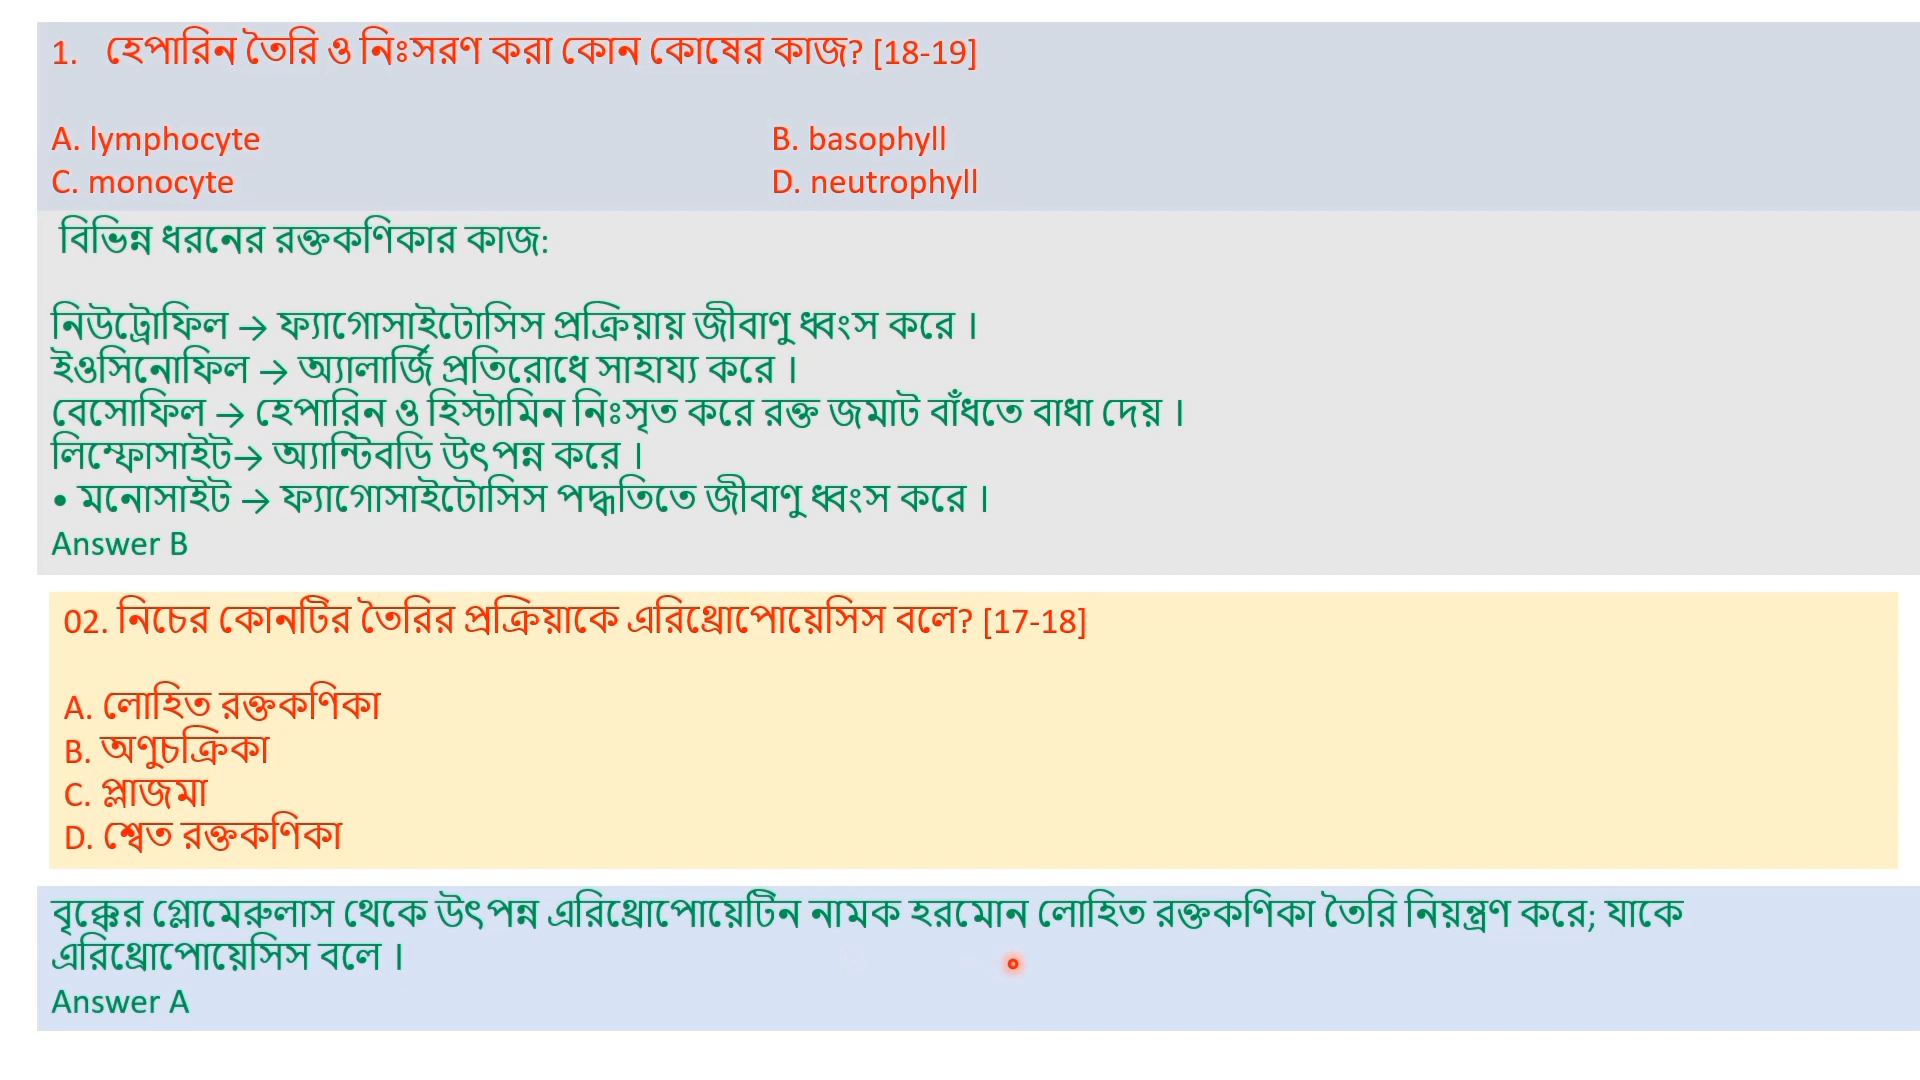 1. হেপারিন তৈরি ও নিঃসরণ করা কোন কোষের কাজ? [18-19]
A. lymphocyte B. basophyll
C. monocyte D. neutrophyll
বিভিন্ন ধরনের রক্তকণিকার কাজ:
নিউট্রোফিল → ফ্যাগোসাইটোসিস প্রক্রিয়ায় জীবাণু ধ্বংস করে ।
ইওসিনোফিল → অ্যালার্জি প্রতিরোধে সাহায্য করে ।
বেসোফিল → হেপারিন ও হিস্টামিন নিঃসৃত করে রক্ত জমাট বাঁধতে বাধা দেয় ।
লিম্ফোসাইট→ অ্যান্টিবডি উৎপন্ন করে ।
• মনোসাইট → ফ্যাগোসাইটোসিস পদ্ধতিতে জীবাণু ধ্বংস করে ।
Answer B
02. নিচের কোনটির তৈরির প্রক্রিয়াকে এরিথ্রোপোয়েসিস বলে? [17-18]
A. লোহিত রক্তকণিকা
B. অণুচক্রিকা
C. প্লাজমা
D. শ্বেত রক্তকণিকা
বৃক্কের গ্লোমেরুলাস থেকে উৎপন্ন এরিথ্রোপোয়েটিন নামক হরমোন লোহিত রক্তকণিকা তৈরি নিয়ন্ত্রণ করে; যাকে
এরিথ্রোপোয়েসিস বলে ।
Answer A